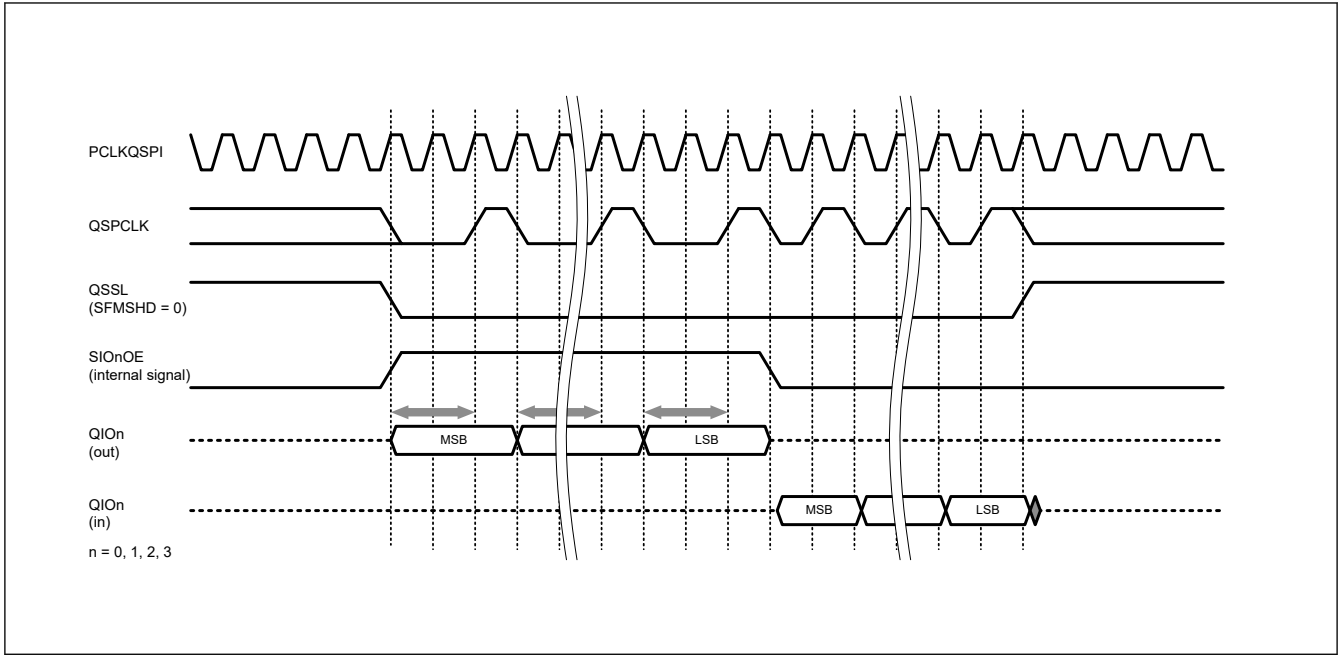 PCLKQSPI
QSPCLK
QSSL
(SFMSHD = 0)
SIOnOE
(internal signal)
QIOn
(out)
MSB
LSB
QIOn
(in)
MSB
LSB
n = 0, 1, 2, 3